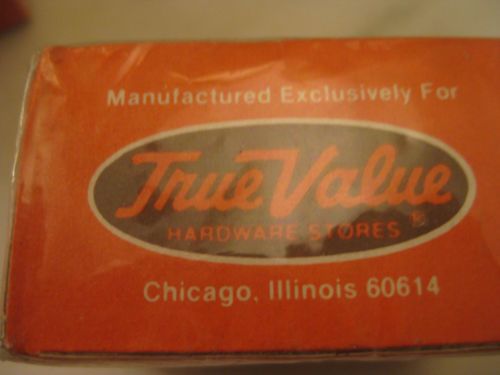 Manufactured Exclusively For
True Value
HARDWARE STORES ®
Chicago, Illinois 60614